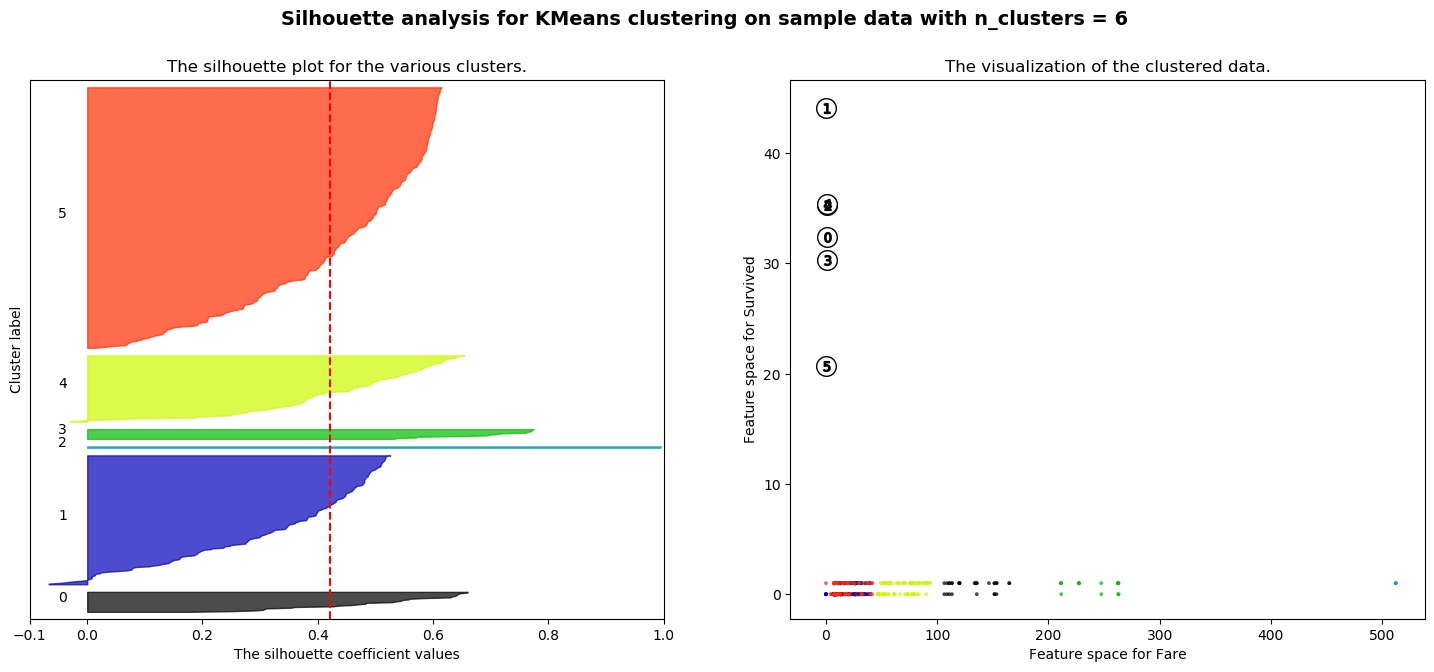 Silhouette analysis for KMeans clustering on sample data with n_clusters = 6
The silhouette plot for the various clusters.
Cluster label
5
4
3
2
1
0
−0.1 0.0 0.2 0.4 0.6 0.8 1.0
The silhouette coefficient values
The visualization of the clustered data.
Feature space for Survived
40
30
20
10
0
1
0
3
5
0 100 200 300 400 500
Feature space for Fare